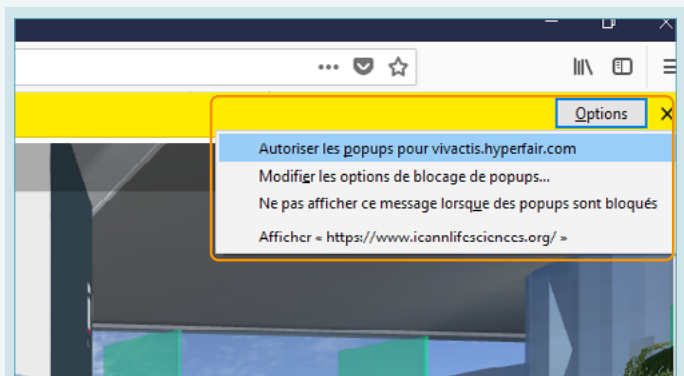 Options
Autoriser les popups pour vivactis.hyperfair.com
Modifier les options de blocage de popups...
Ne pas afficher ce message lorsque des popups sont bloqués
Afficher « https://www.icannlifesciences.org/ »